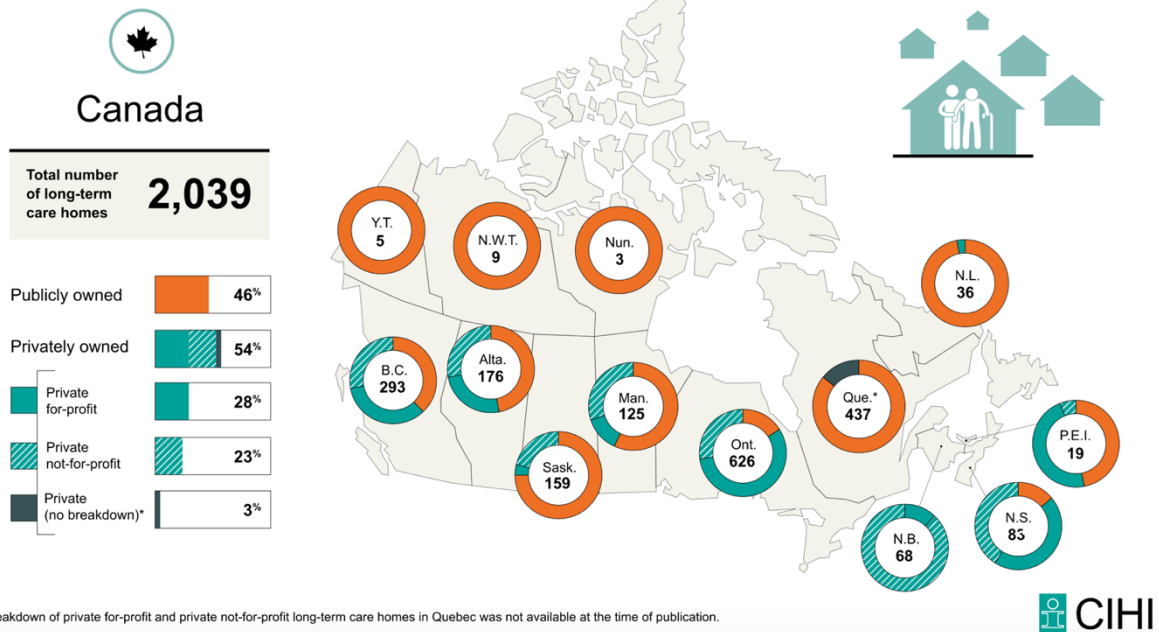 Canada
Total number
of long-term
care homes
2,039
Publicly owned
46%
Privately owned
54%
Private
for-profit
28%
Private
not-for-profit
23%
Private
(no breakdown)*
3%
Y.T.
5
N.W.T.
9
Nun.
3
N.L.
36
B.C.
293
Alta.
176
Man.
125
Sask.
159
Ont.
626
Que.*
437
P.E.I.
19
N.S.
83
N.B.
68
eakdown of private for-profit and private not-for-profit long-term care homes in Quebec was not available at the time of publication.
CIHI